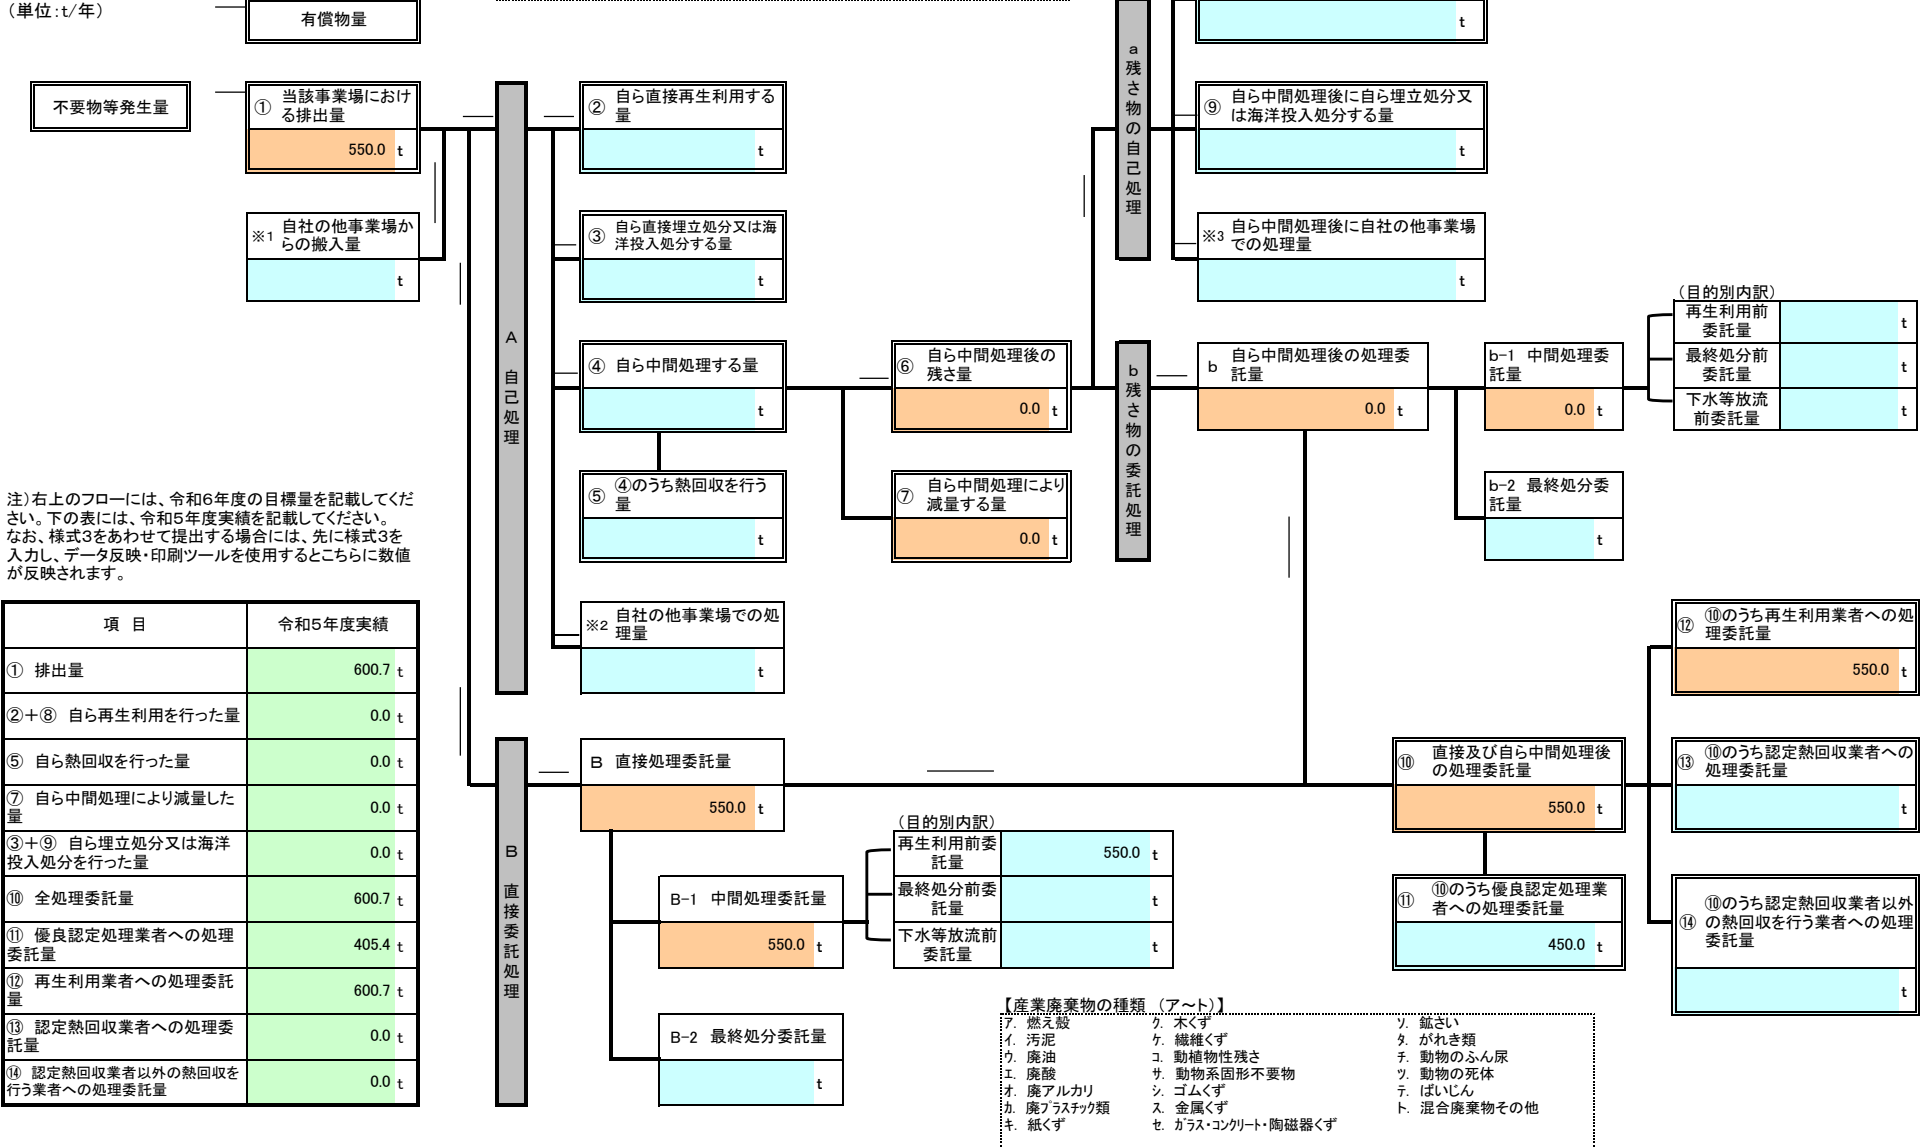 （単位：t/年）
有償物量
t
不要物等発生量
① 当該事業場におけ
る排出量
550.0 t
※1 自社の他事業場か
らの搬入量
t
A 自己処理
② 自ら直接再生利用する
量
t
③ 自ら直接埋立処分又は海
洋投入処分する量
t
④ 自ら中間処理する量
t
⑤ ④のうち熱回収を行う
量
t
※2 自社の他事業場での処
理量
t
⑥ 自ら中間処理後の
残さ量
0.0 t
⑦ 自ら中間処理により
減量する量
0.0 t
a 残さ物の自己処理
⑨ 自ら中間処理後に自ら埋立処分又
は海洋投入処分する量
t
※3 自ら中間処理後に自社の他事業場
での処理量
t
b 残さ物の委託処理
b 自ら中間処理後の処理委
託量
0.0 t
b-1 中間処理委
託量
0.0 t
b-2 最終処分委
託量
t
（目的別内訳）
再生利用前
委託量
t
最終処分前
委託量
t
下水等放流
前委託量
t
注）右上のフローには、令和６年度の目標量を記載してくだ
さい。下の表には、令和５年度実績を記載してください。
なお、様式３をあわせて提出する場合には、先に様式３を
入力し、データ反映・印刷ツールを使用するとこちらに数値
が反映されます。
項 目 令和５年度実績
① 排出量 600.7 t
②＋⑧ 自ら再生利用を行った量 0.0 t
⑤ 自ら熱回収を行った量 0.0 t
⑦ 自ら中間処理により減量した
量 0.0 t
③＋⑨ 自ら埋立処分又は海洋
投入処分を行った量 0.0 t
⑩ 全処理委託量 600.7 t
⑪ 優良認定処理業者への処理
委託量 405.4 t
⑫ 再生利用業者への処理委託
量 600.7 t
⑬ 認定熱回収業者への処理委
託量 0.0 t
⑭ 認定熱回収業者以外の熱回収を
行う業者への処理委託量 0.0 t
B 直接委託処理
B 直接処理委託量
550.0 t
B-1 中間処理委託量
550.0 t
B-2 最終処分委託量
t
（目的別内訳）
再生利用前委
託量
550.0 t
最終処分前委
託量
t
下水等放流前
委託量
t
⑩ 直接及び自ら中間処理後
の処理委託量
550.0 t
⑪ ⑩のうち優良認定処理業
者への処理委託量
450.0 t
⑫ ⑩のうち再生利用業者への処
理委託量
550.0 t
⑬ ⑩のうち認定熱回収業者への
処理委託量
t
⑭ ⑩のうち認定熱回収業者以外
の熱回収を行う業者への処理
委託量
t
【産業廃棄物の種類 （ア～ト）】
ア. 燃え殻 ク. 木くず ソ. 鉱さい
イ. 汚泥 ケ. 繊維くず タ. がれき類
ウ. 廃油 コ. 動植物性残さ チ. 動物のふん尿
エ. 廃酸 サ. 動物系固形不要物 ツ. 動物の死体
オ. 廃アルカリ シ. ゴムくず テ. ばいじん
カ. 廃プラスチック類 ス. 金属くず ト. 混合廃棄物その他
キ. 紙くず セ. ガラス・コンクリート・陶磁器くず